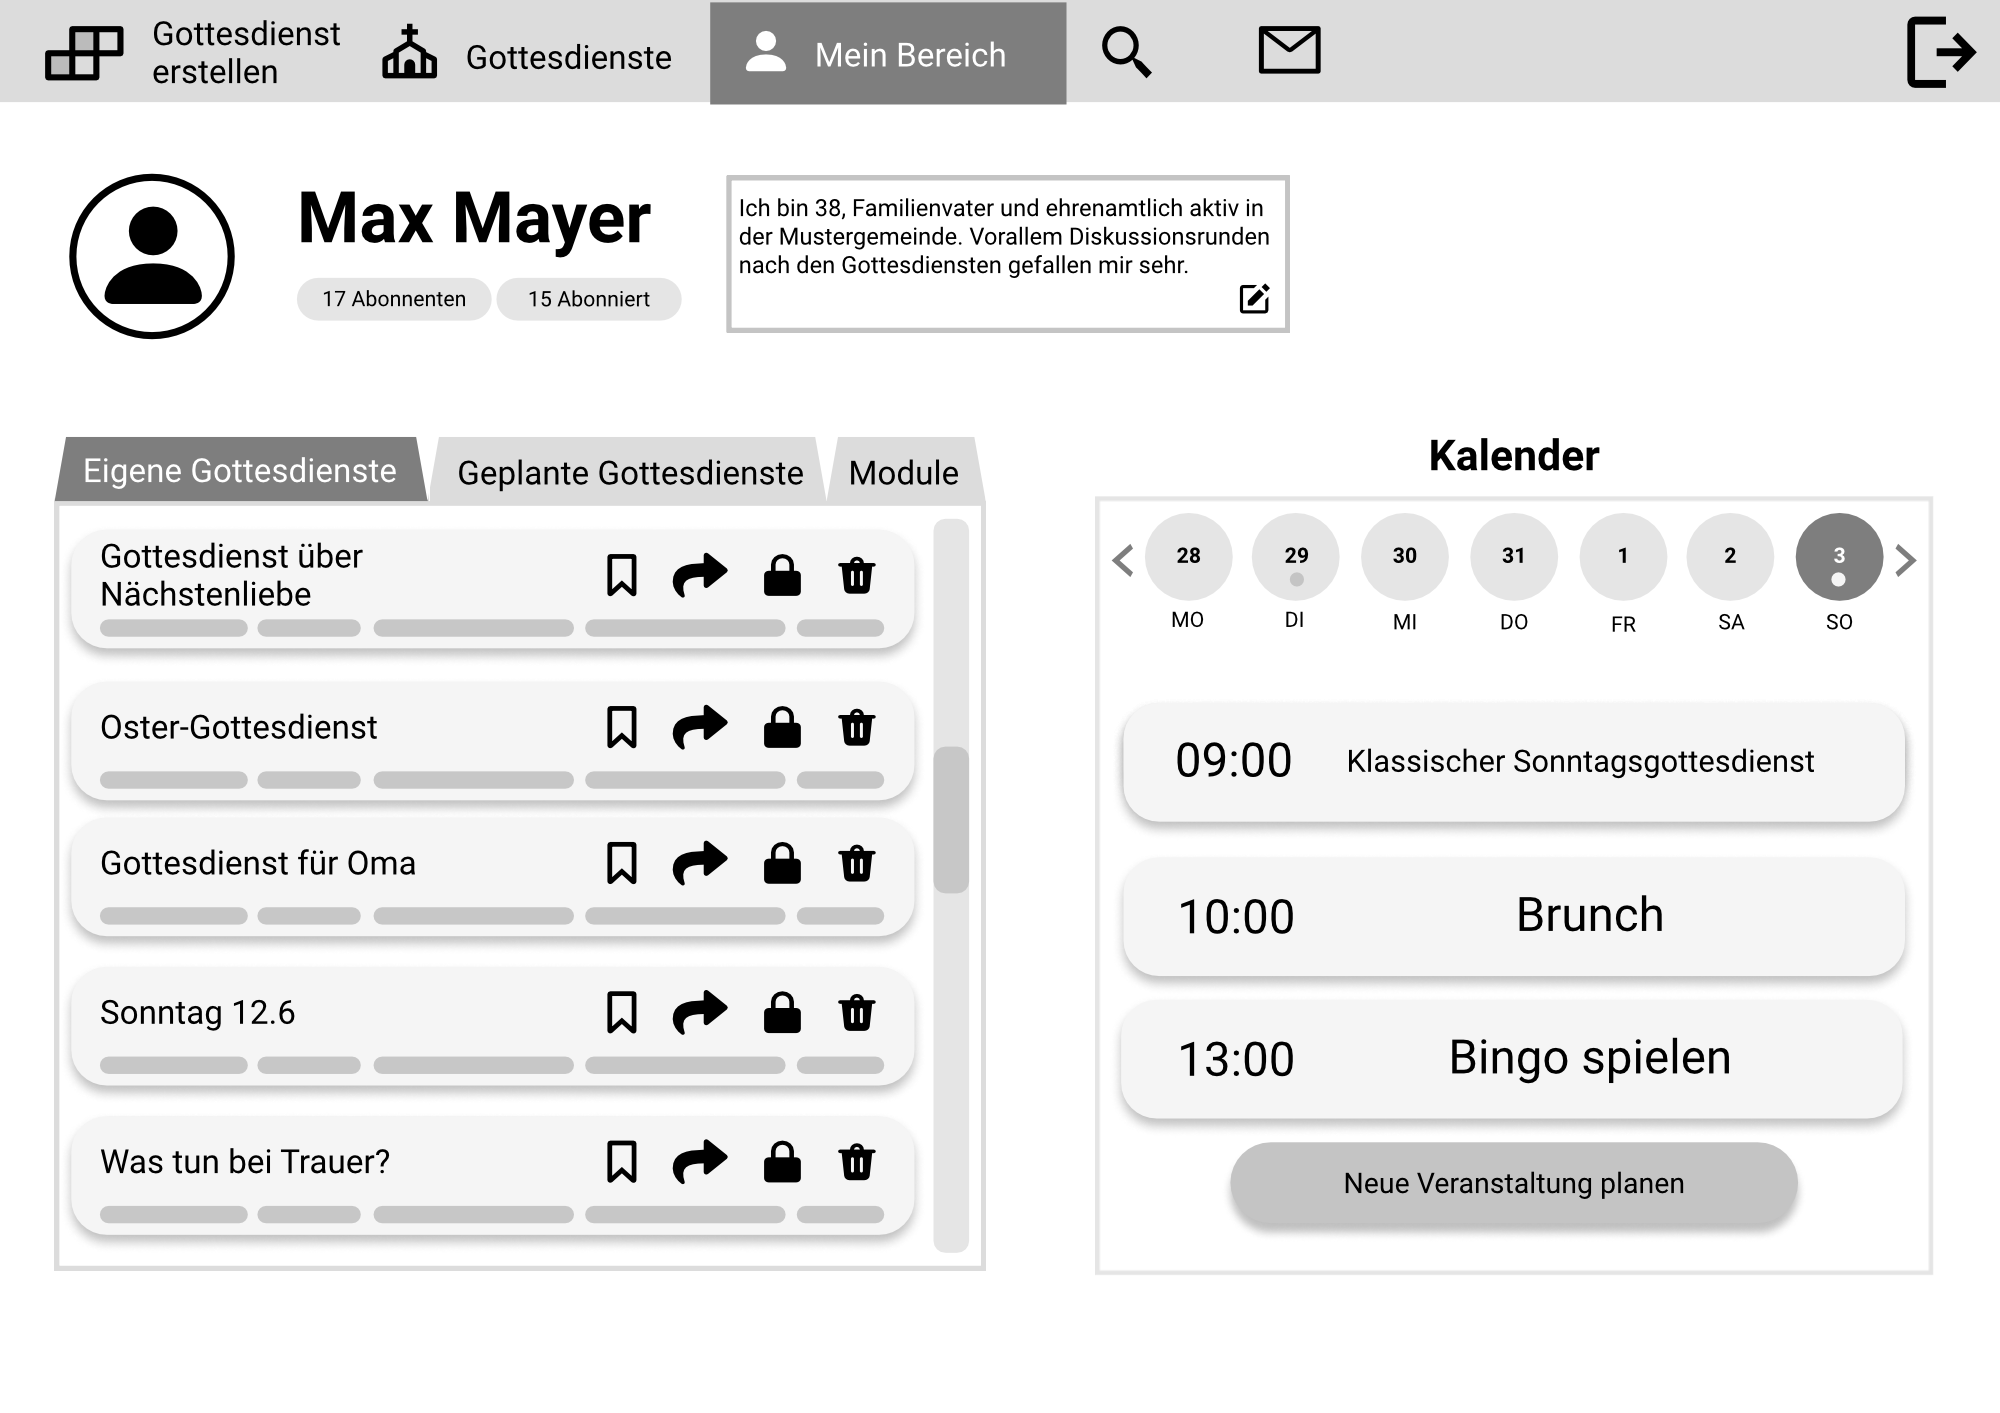 Gottesdienst
erstellen
Gottesdienste
Mein Bereich
Max Mayer
17 Abonnenten
15 Abonniert
Ich bin 38, Familienvater und ehrenamtlich aktiv in
der Mustergemeinde. Vorallem Diskussionsrunden
nach den Gottesdiensten gefallen mir sehr.
Eigene Gottesdienste
Geplante Gottesdienste
Module
Gottesdienst über
Nächstenliebe
Oster-Gottesdienst
Gottesdienst für Oma
Sonntag 12.6
Was tun bei Trauer?
Kalender
28 29 30 31 1 2 3
MO DI MI DO FR SA SO
09:00 Klassischer Sonntagsgottesdienst
10:00 Brunch
13:00 Bingo spielen
Neue Veranstaltung planen